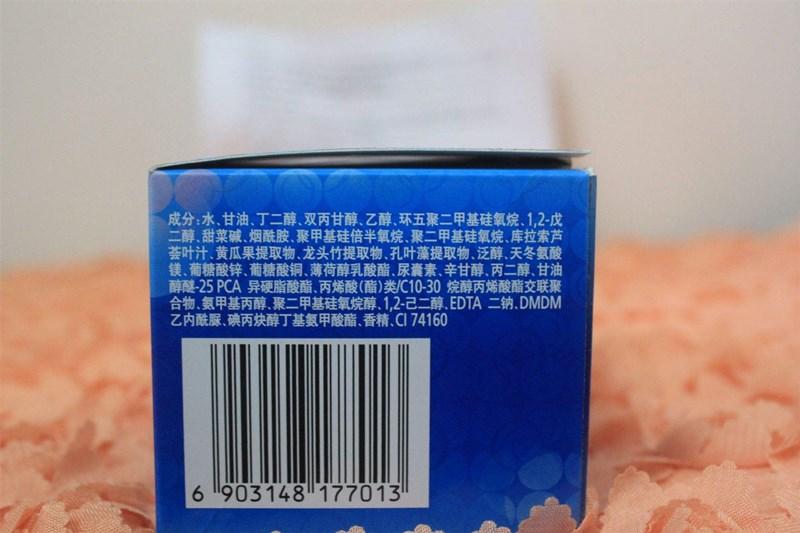 成分:水、甘油、丁二醇、双丙甘醇、乙醇、环五聚二甲基硅氧烷、1,2-戊
二醇、甜菜碱、烟酰胺、聚甲基硅倍半氧烷、聚二甲基硅氧烷、库拉索芦
荟叶汁、黄瓜果提取物、龙头竹提取物、孔叶藻提取物、泛醇、天冬氨酸
镁、葡糖酸锌、葡糖酸铜、薄荷醇乳酸酯、尿囊素、辛甘醇、丙二醇、甘油
醇醚-25 PCA 异硬脂酸酯、丙烯酸(酯)类/C10-30 烷醇丙烯酸酯交联聚
合物、氨甲基丙醇、聚二甲基硅氧烷醇、1,2-己二醇、EDTA 二钠、DMDM
乙内酰脲、碘丙炔醇丁基氨甲酸酯、香精、CI 74160
6 903148 177013